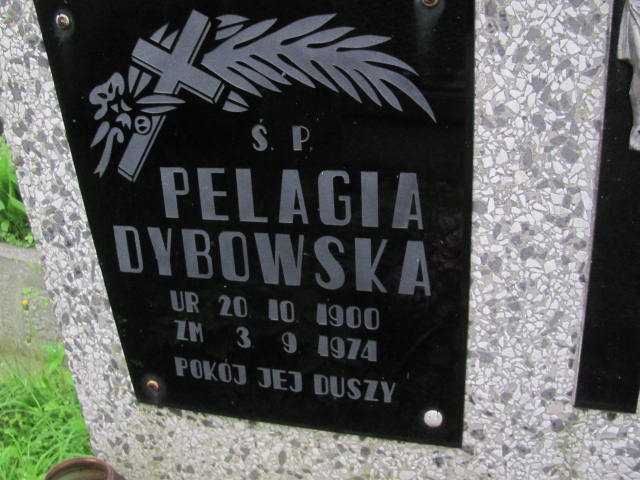 Ś. P.
PELAGIA
DYBOWSKA
UR 20 10 1900
ZM 3 9 1974
POKÓJ JEJ DUSZY